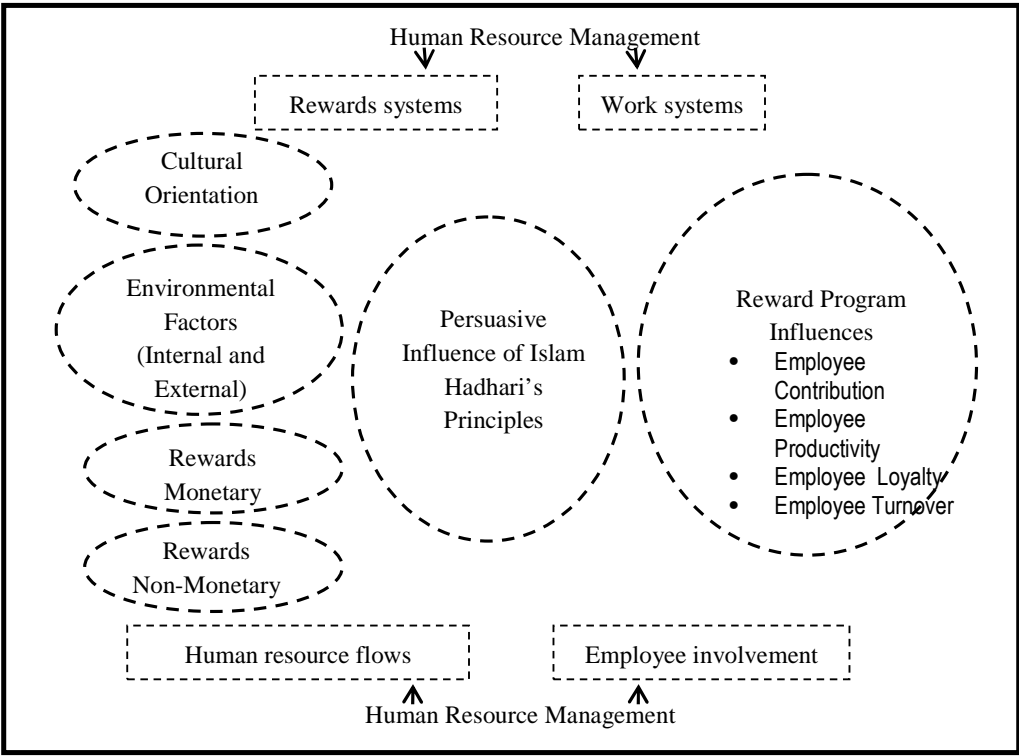 Human Resource Management
Rewards systems
Work systems
Cultural
Orientation
Environmental
Factors
(Internal and
External)
Rewards
Monetary
Rewards
Non-Monetary
Persuasive
Influence of Islam
Hadhari's
Principles
Reward Program
Influences
• Employee
Contribution
• Employee
Productivity
• Employee Loyalty
• Employee Turnover
Human resource flows
Employee involvement
Human Resource Management